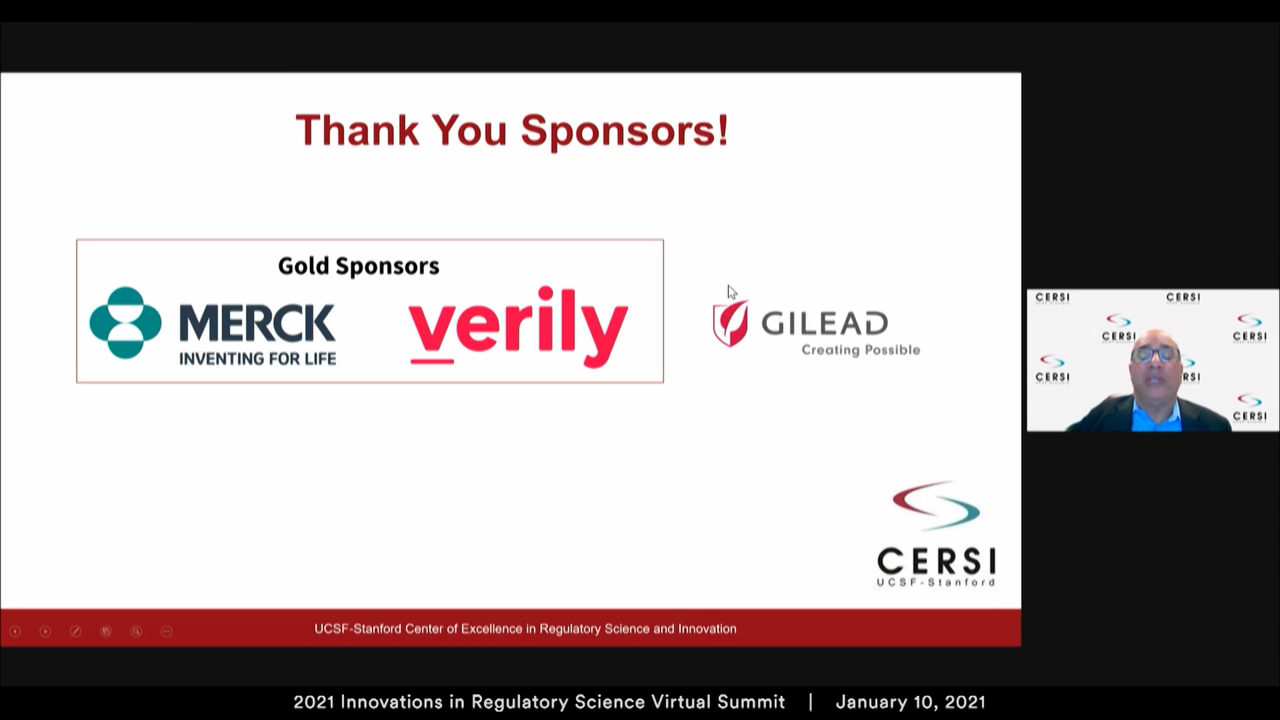 Thank You Sponsors!
Gold Sponsors
MERCK
INVENTING FOR LIFE
verily
GILEAD
Creating Possible
CERSI
UCSF-Stanford
UCSF-Stanford Center of Excellence in Regulatory Science and Innovation
CERSI CERSI
CERSI CERSI
CERSI RSI
CERSI
2021 Innovations in Regulatory Science Virtual Summit | January 10, 2021